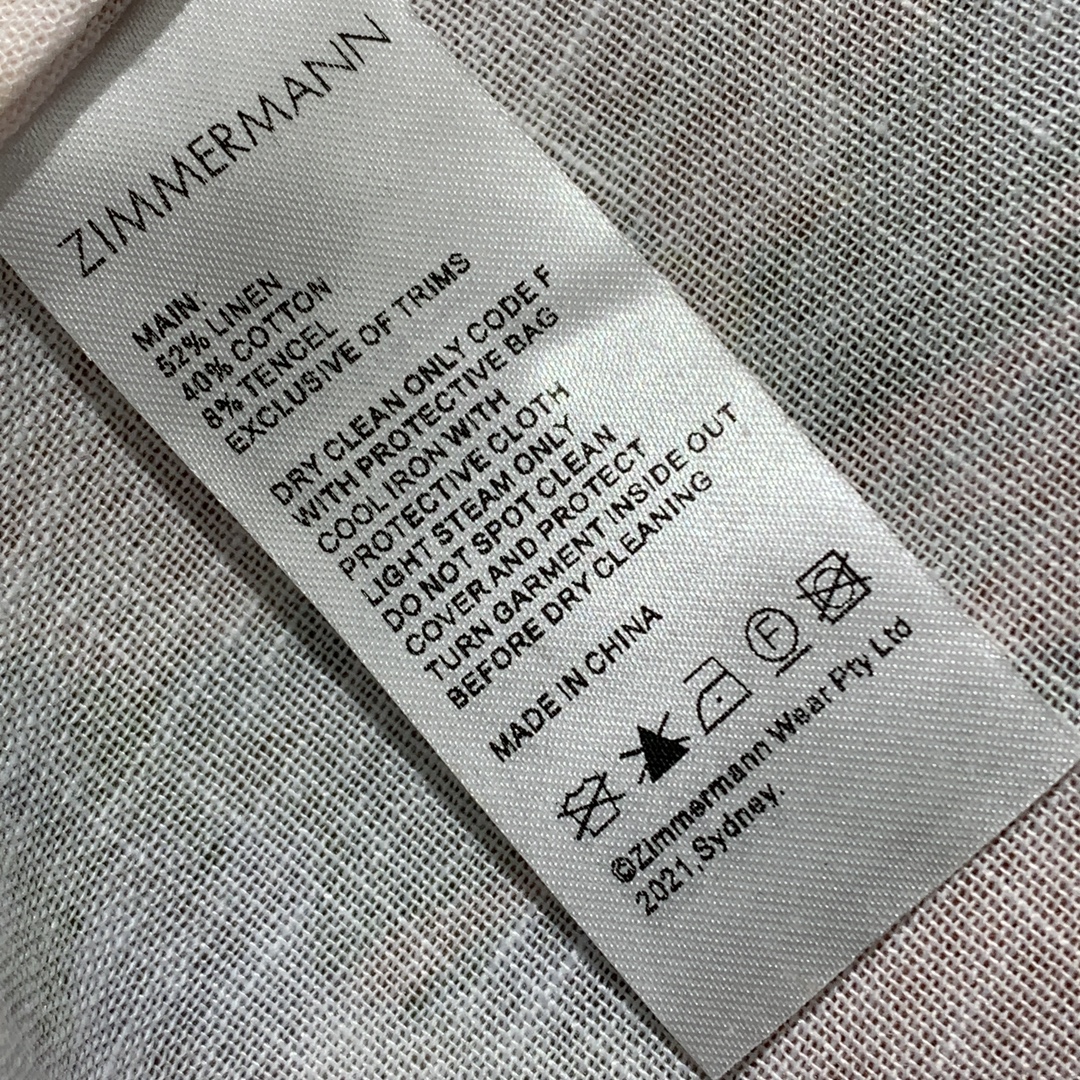 ZIMMERMANN
MAIN.
52% LINEN
40% COTTON
8% TENCEL
EXCLUSIVE OF TRIMS
DRY CLEAN ONLY CODE F
WITH PROTECTIVE BAG
COOL IRON WITH
PROTECTIVE CLOTH
LIGHT STEAM ONLY
DO NOT SPOT CLEAN
COVER AND PROTECT
TURN GARMENT INSIDE OUT
BEFORE DRY CLEANING
MADE IN CHINA
F
©Zimmermann Wear Pty Ltd
2021,Sydney.